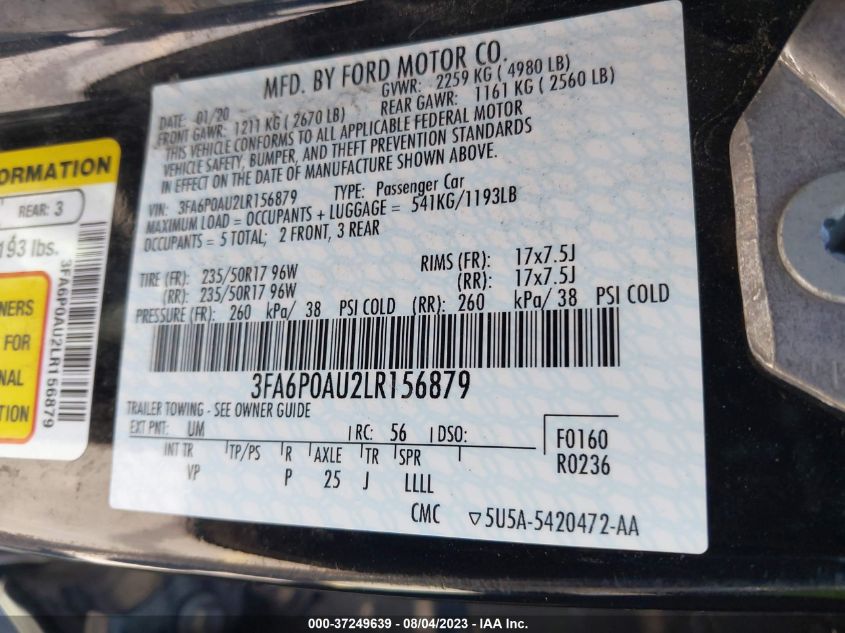 MFD. BY FORD MOTOR CO.
DATE: 01/20 GVWR: 2259 KG ( 4980 LB)
FRONT GAWR: 1211 KG ( 2670 LB) REAR GAWR: 1161 KG ( 2560 LB)
THIS VEHICLE CONFORMS TO ALL APPLICABLE FEDERAL MOTOR
VEHICLE SAFETY, BUMPER, AND THEFT PREVENTION STANDARDS
IN EFFECT ON THE DATE OF MANUFACTURE SHOWN ABOVE.
VIN: 3FA6P0AU2LR156879 TYPE: Passenger Car
MAXIMUM LOAD = OCCUPANTS + LUGGAGE = 541KG/1193LB
OCCUPANTS = 5 TOTAL; 2 FRONT, 3 REAR
TIRE (FR): 235/50R17 96W RIMS (FR): 17x7.5J
(RR): 235/50R17 96W (RR): 17x7.5J
PRESSURE (FR): 260 kPa/ 38 PSI COLD (RR): 260 kPa/ 38 PSI COLD
3FA6P0AU2LR156879
TRAILER TOWING - SEE OWNER GUIDE
EXT PNT: UM RC: 56 DSO:
INT TR TP/PS R AXLE TR SPR
VP P 25 J LLLL
F0160
R0236
CMC ▽5U5A-5420472-AA
ORMATION
REAR: 3
193 lbs.
3FA6P0AU2LR156879
NERS
FOR
NAL
TION
000-37249639 - 08/04/2023 - © IAA, Inc.